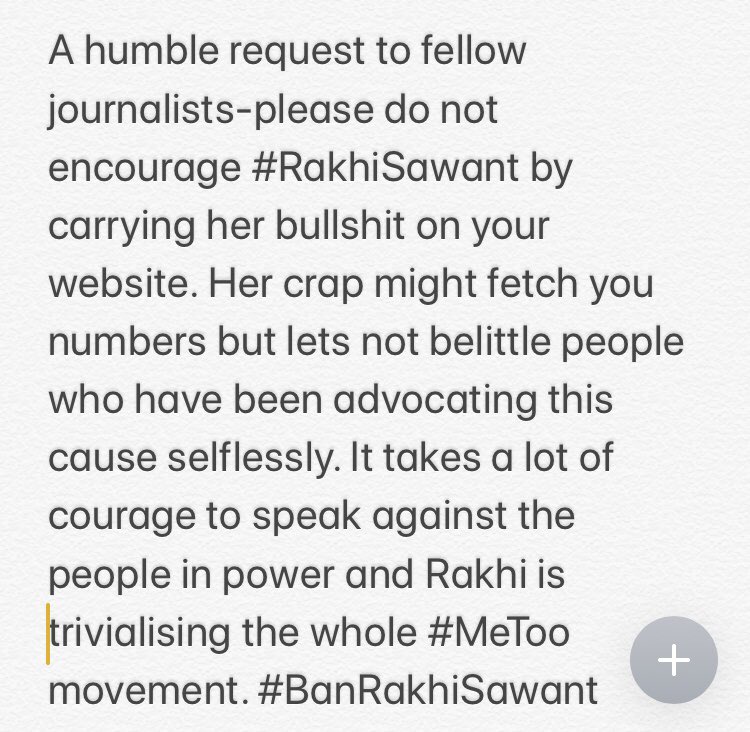 A humble request to fellow
journalists-please do not
encourage #RakhiSawant by
carrying her bullshit on your
website. Her crap might fetch you
numbers but lets not belittle people
who have been advocating this
cause selflessly. It takes a lot of
courage to speak against the
people in power and Rakhi is
trivialising the whole #MeToo
movement. #BanRakhiSawant